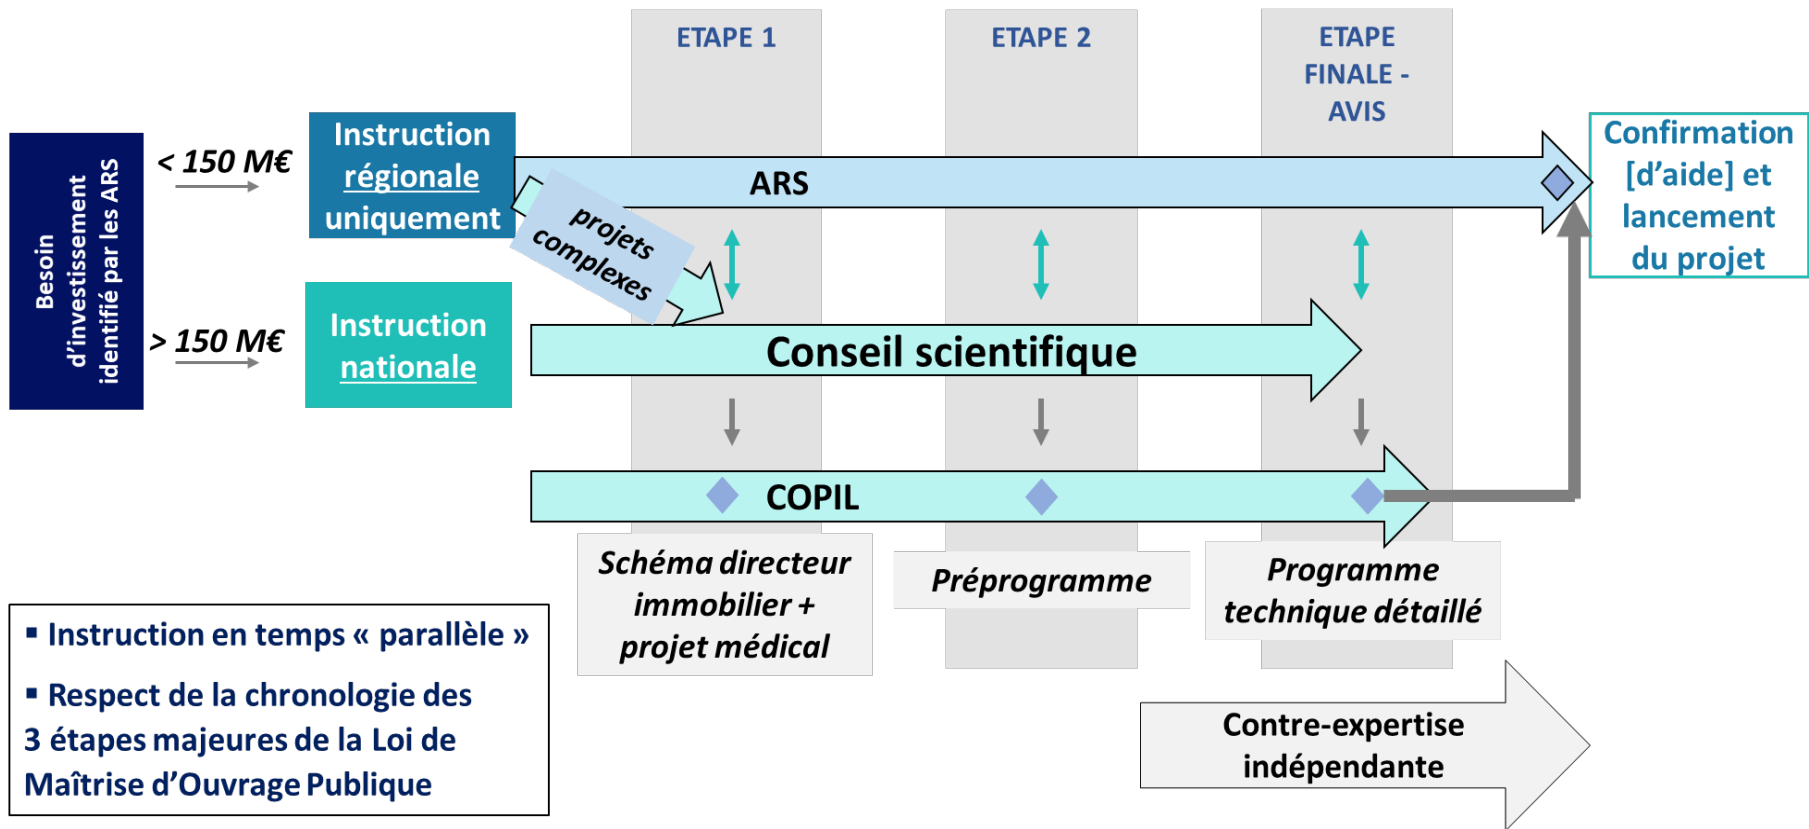 ETAPE 1
ETAPE 2
ETAPE
FINALE -
AVIS
Besoin
d'investissement
identifié par les ARS
< 150 M€
> 150 M€
Instruction
régionale
uniquement
Instruction
nationale
projets
complexes
ARS
Conseil scientifique
COPIL
Confirmation
[d'aide] et
lancement
du projet
Schéma directeur
immobilier +
projet médical
Préprogramme
Programme
technique détaillé
▪ Instruction en temps « parallèle »
▪ Respect de la chronologie des
3 étapes majeures de la Loi de
Maîtrise d'Ouvrage Publique
Contre-expertise
indépendante